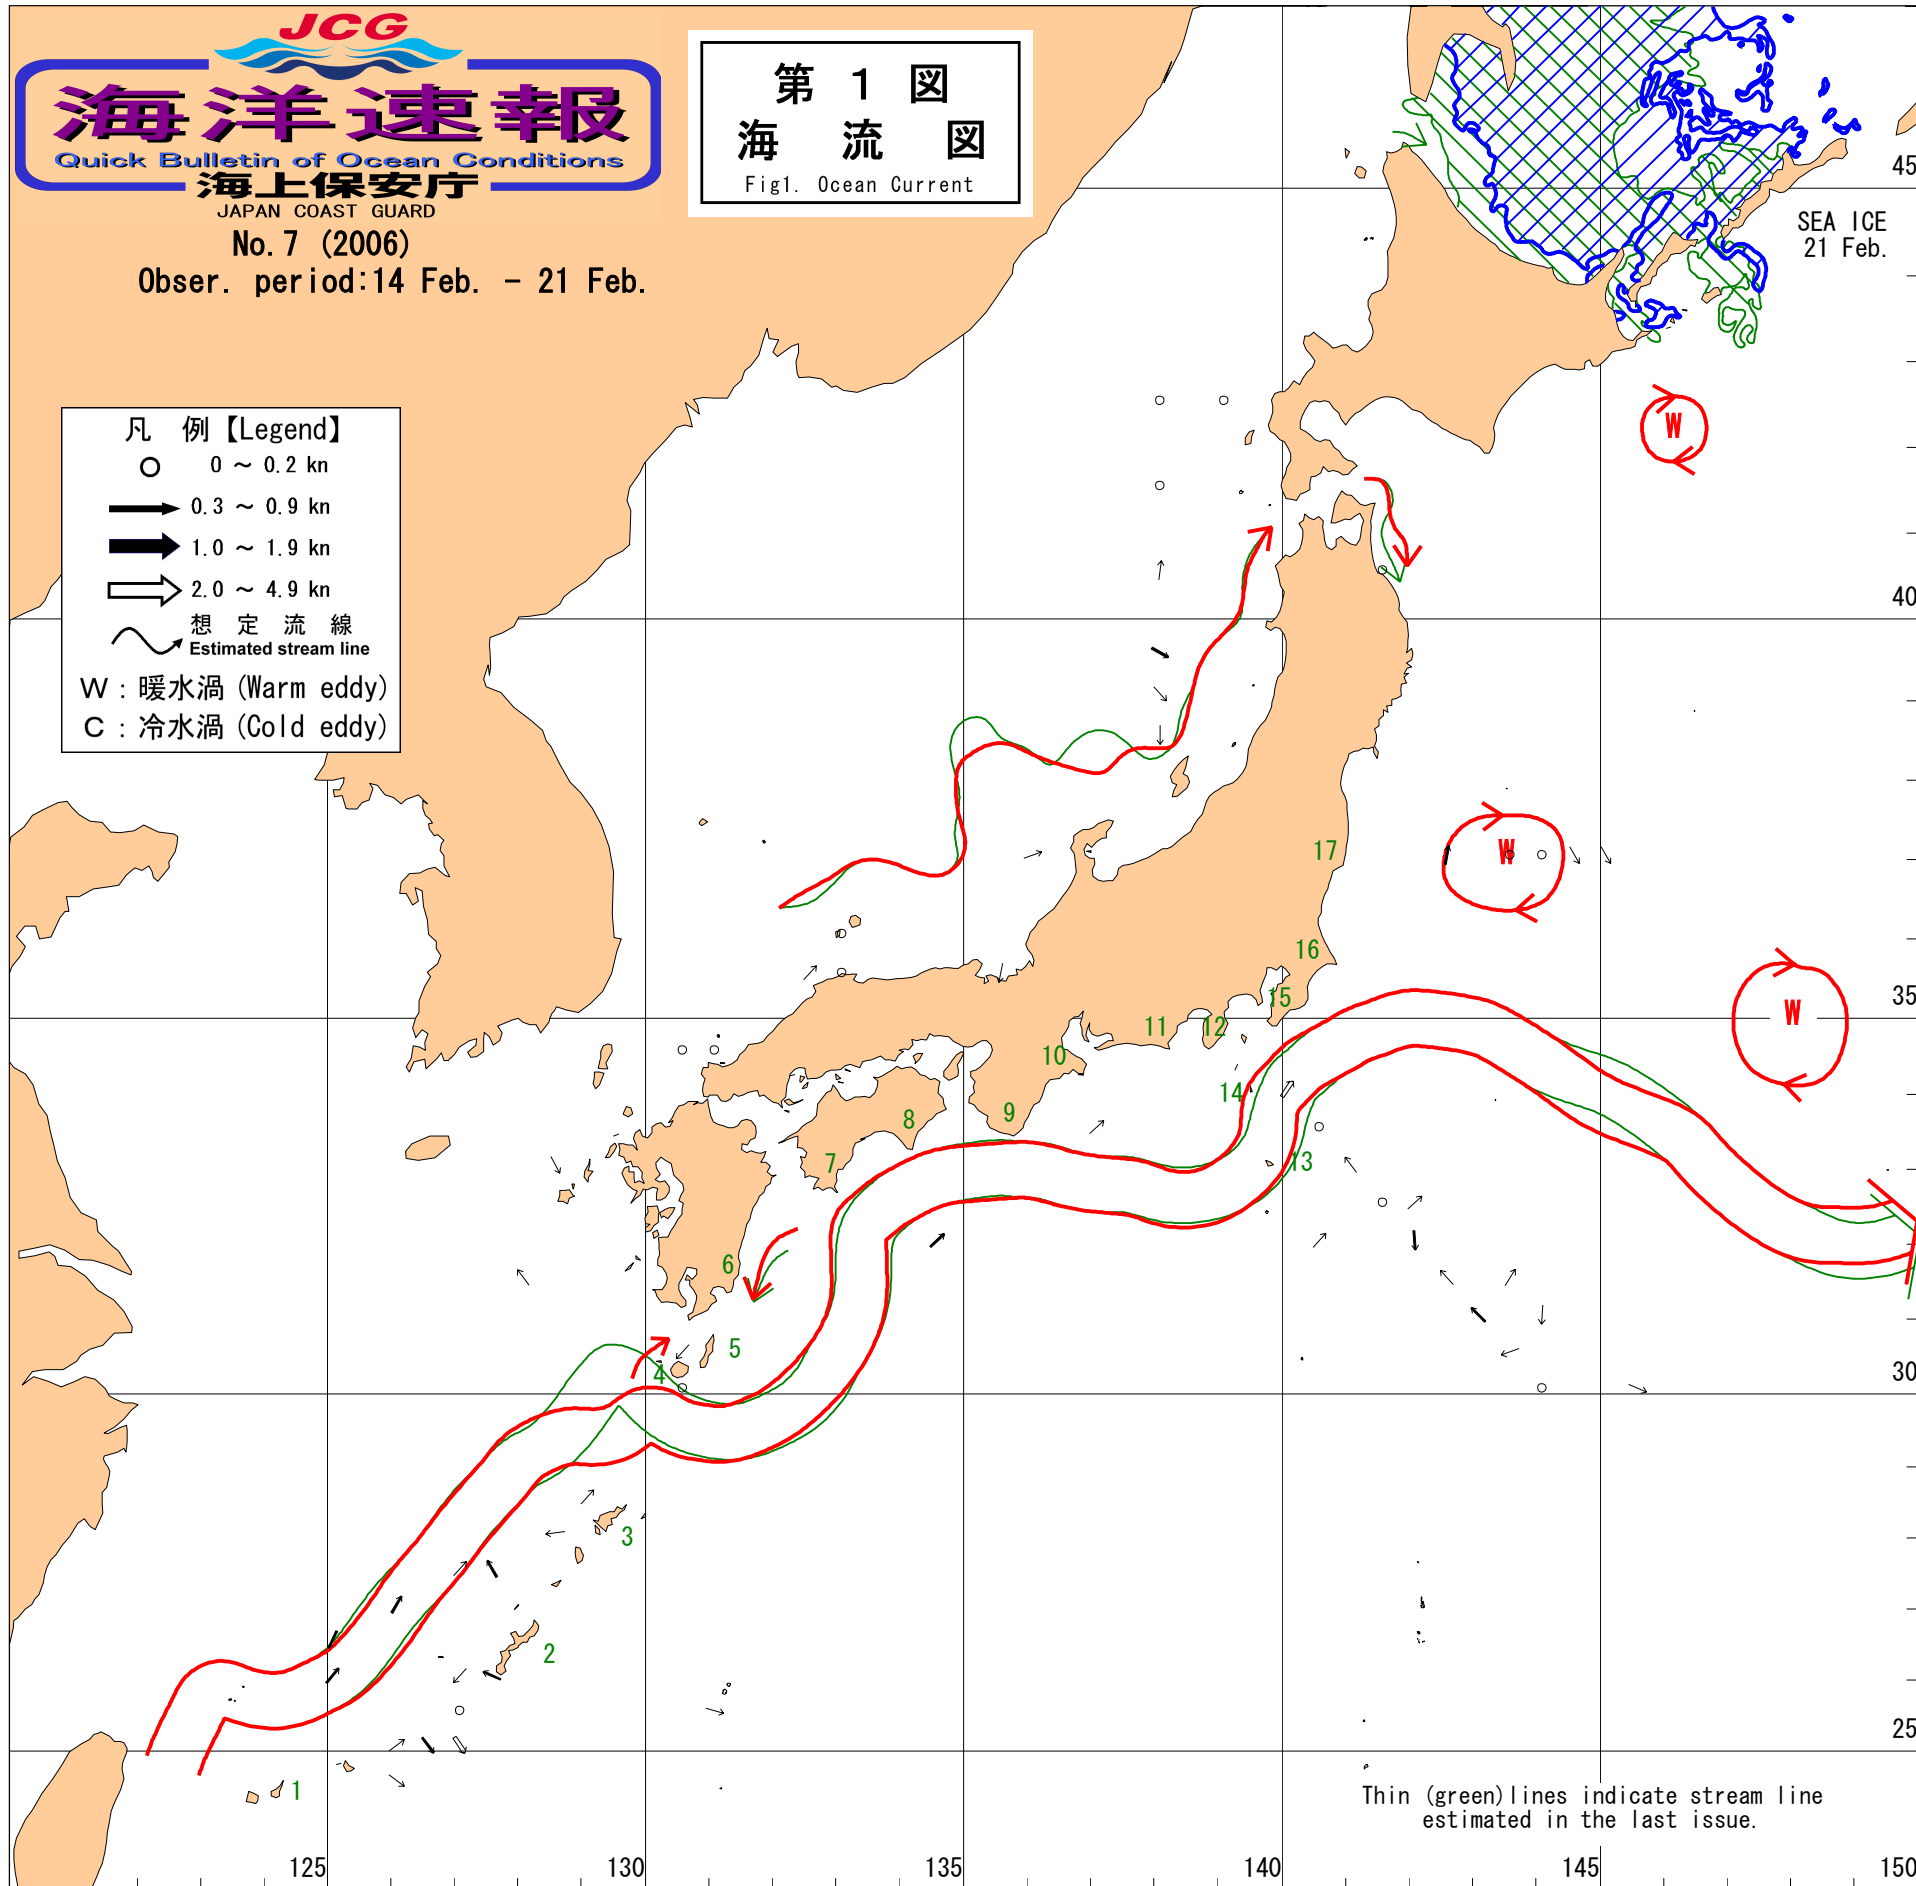 JCG
海洋速報
Quick Bulletin of Ocean Conditions
海上保安庁
JAPAN COAST GUARD
No.7 (2006)
Obser. period:14 Feb. - 21 Feb.
第 1 図
海 流 図
Fig1. Ocean Current
凡 例【Legend】
0 ～ 0.2 kn
0.3 ～ 0.9 kn
1.0 ～ 1.9 kn
2.0 ～ 4.9 kn
想 定 流 線
Estimated stream line
W : 暖水渦 (Warm eddy)
C : 冷水渦 (Cold eddy)
45
SEA ICE
21 Feb.
W
40
17
W
16
15
35
W
11
12
10
14
9
8
7
13
6
5
4
30
3
2
25
1
Thin (green)lines indicate stream line
estimated in the last issue.
125
130
135
140
145
150